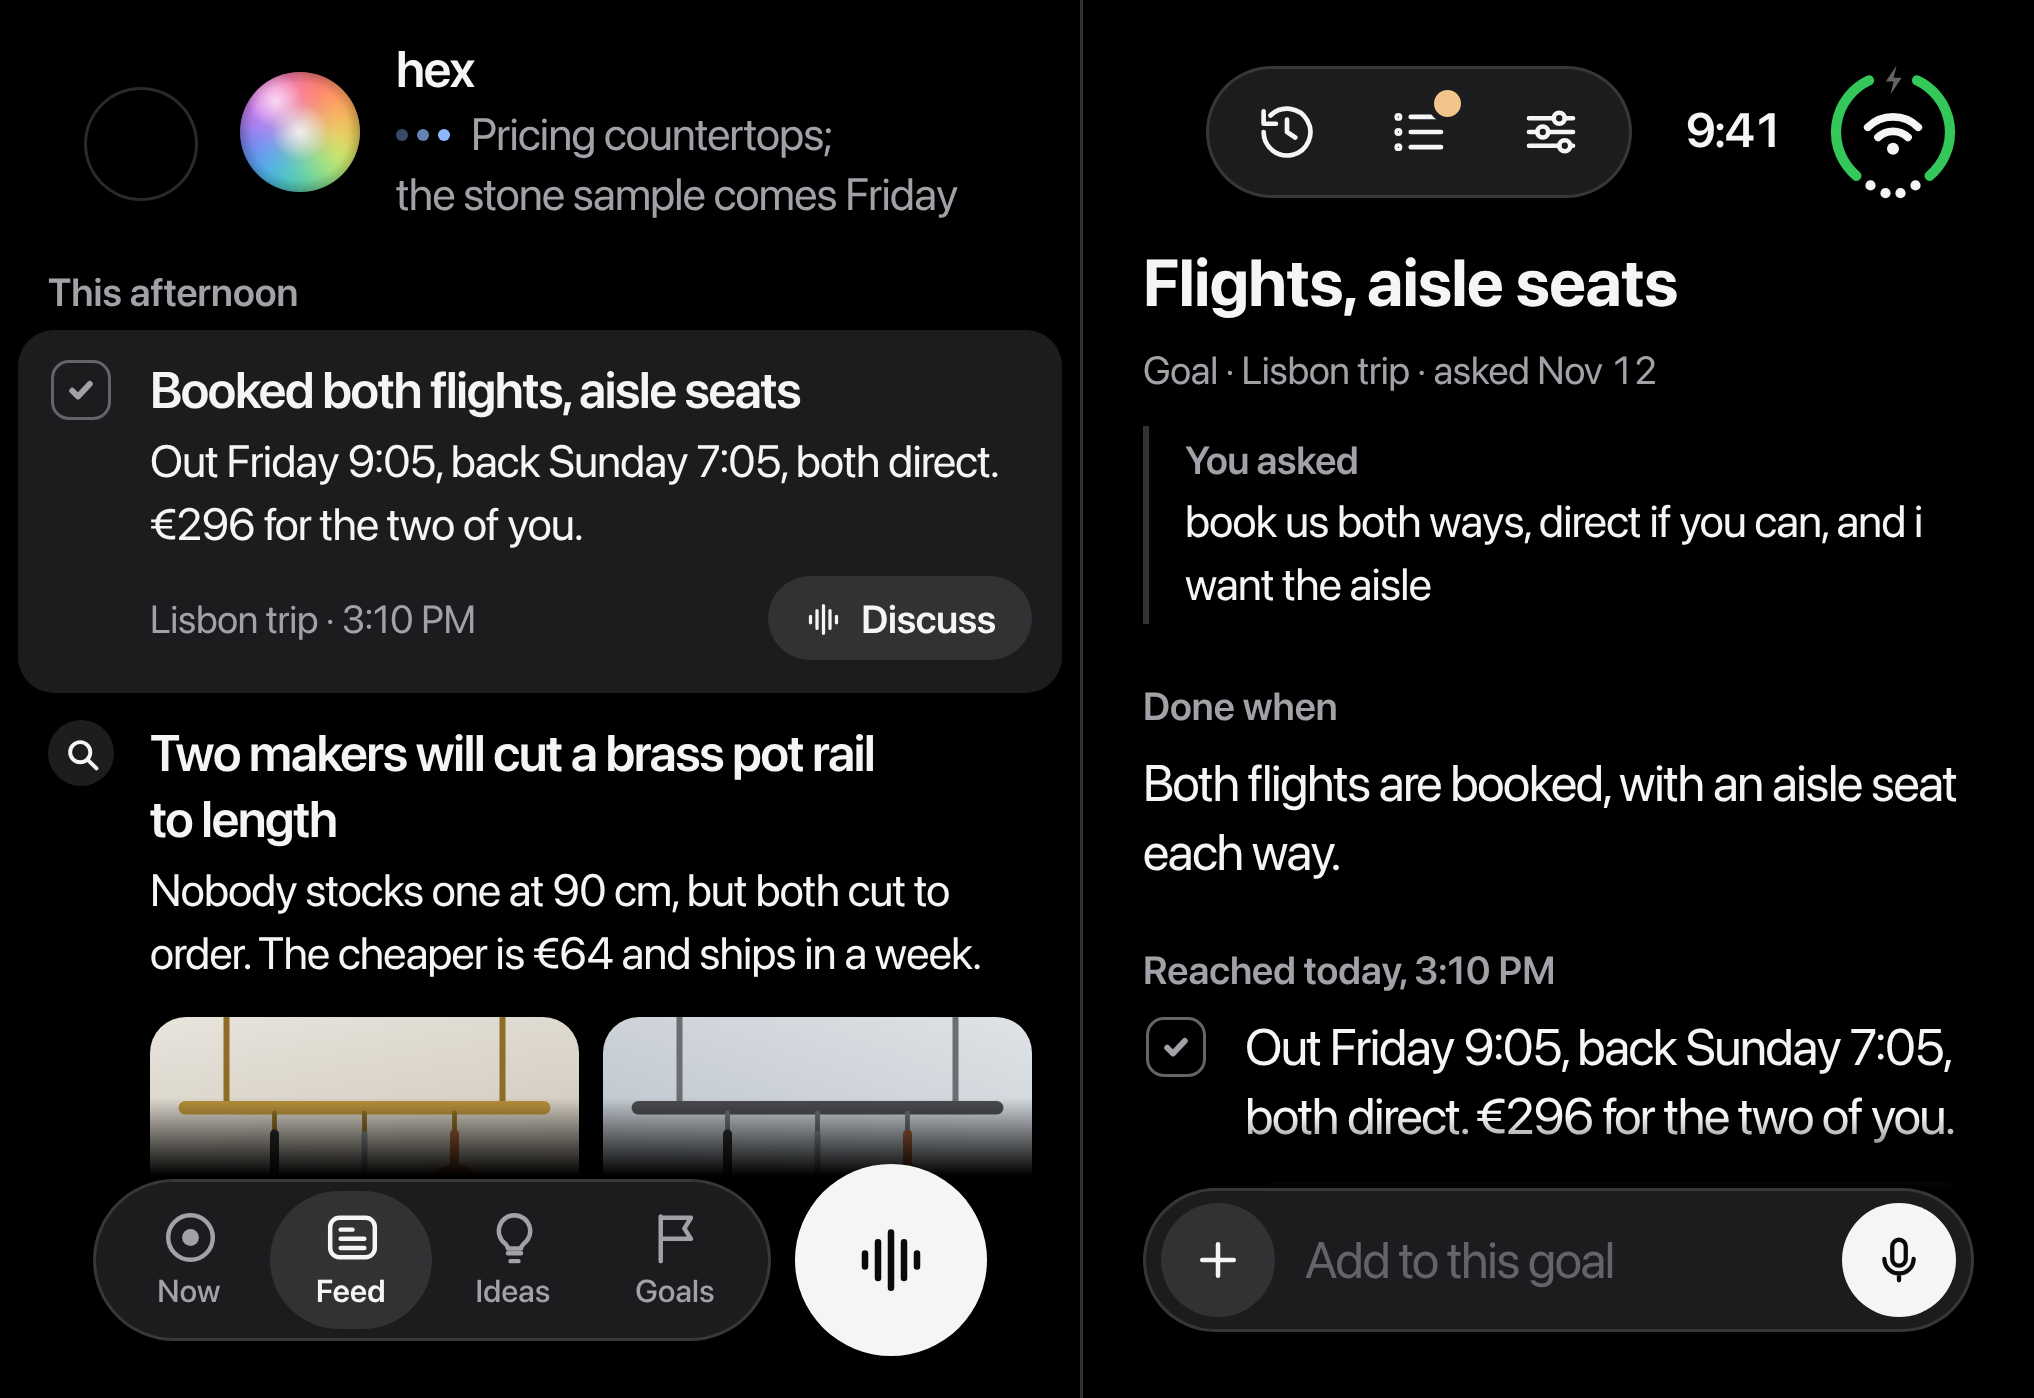 hex
Pricing countertops;
the stone sample comes Friday
This afternoon
Booked both flights, aisle seats
Out Friday 9:05, back Sunday 7:05, both direct.
€296 for the two of you.
Lisbon trip · 3:10 PM
Discuss
Two makers will cut a brass pot rail
to length
Nobody stocks one at 90 cm, but both cut to
order. The cheaper is €64 and ships in a week.
Now
Feed
Ideas
Goals
9:41
Flights, aisle seats
Goal · Lisbon trip · asked Nov 12
You asked
book us both ways, direct if you can, and i
want the aisle
Done when
Both flights are booked, with an aisle seat
each way.
Reached today, 3:10 PM
Out Friday 9:05, back Sunday 7:05,
both direct. €296 for the two of you.
Add to this goal